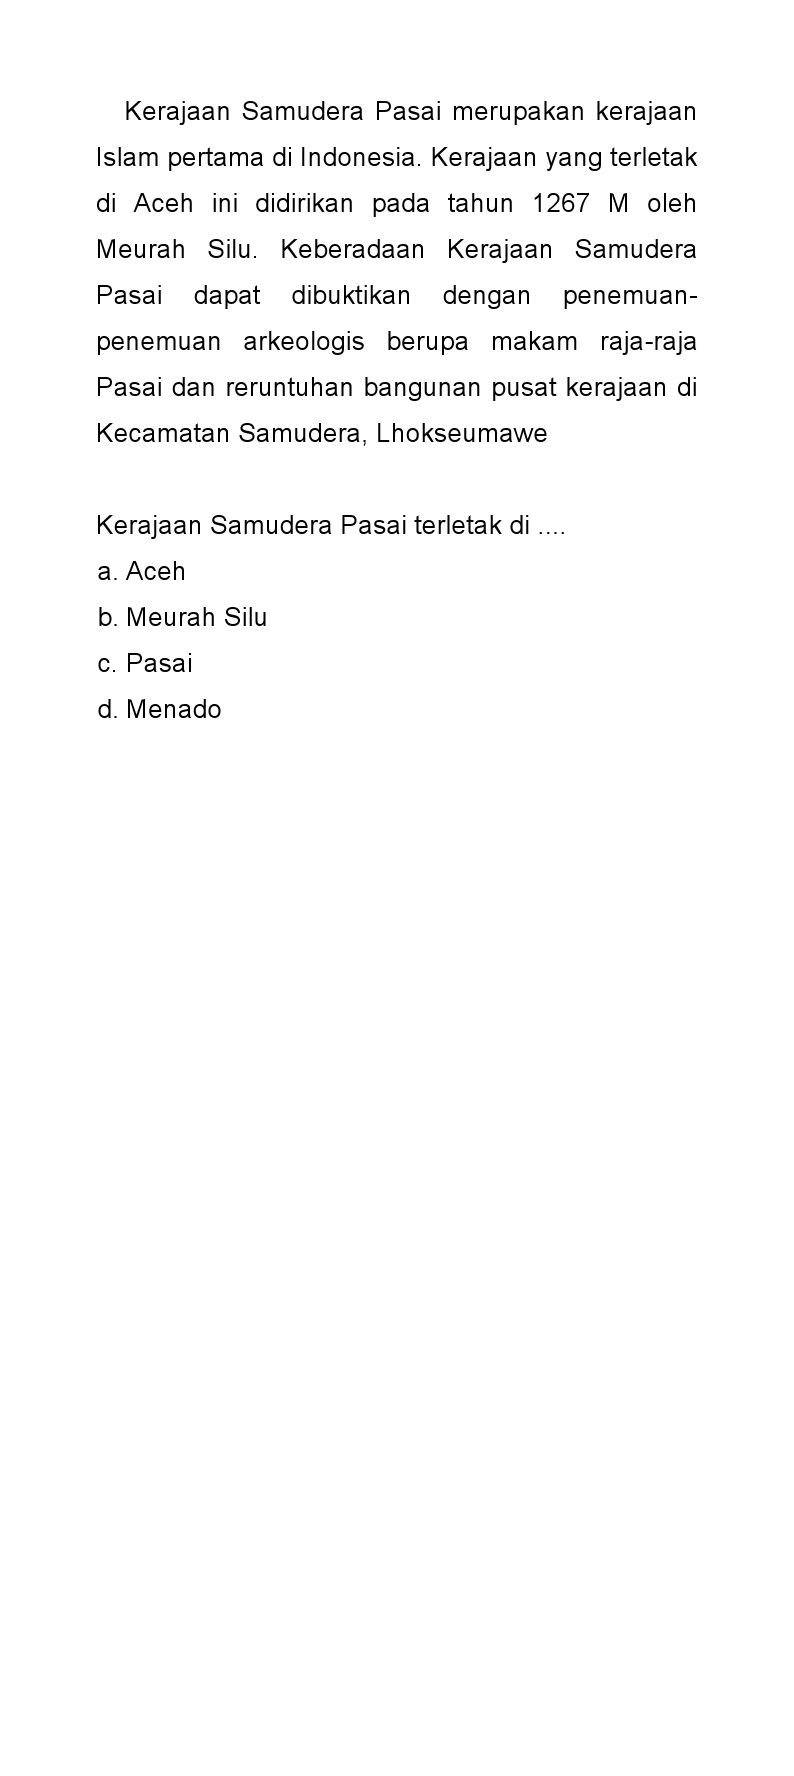 Kerajaan Samudera Pasai merupakan kerajaan
Islam pertama di Indonesia. Kerajaan yang terletak
di Aceh ini didirikan pada tahun 1267 M oleh
Meurah Silu. Keberadaan Kerajaan Samudera
Pasai dapat dibuktikan dengan penemuan-
penemuan arkeologis berupa makam raja-raja
Pasai dan reruntuhan bangunan pusat kerajaan di
Kecamatan Samudera, Lhokseumawe
Kerajaan Samudera Pasai terletak di ....
a. Aceh
b. Meurah Silu
c. Pasai
d. Menado